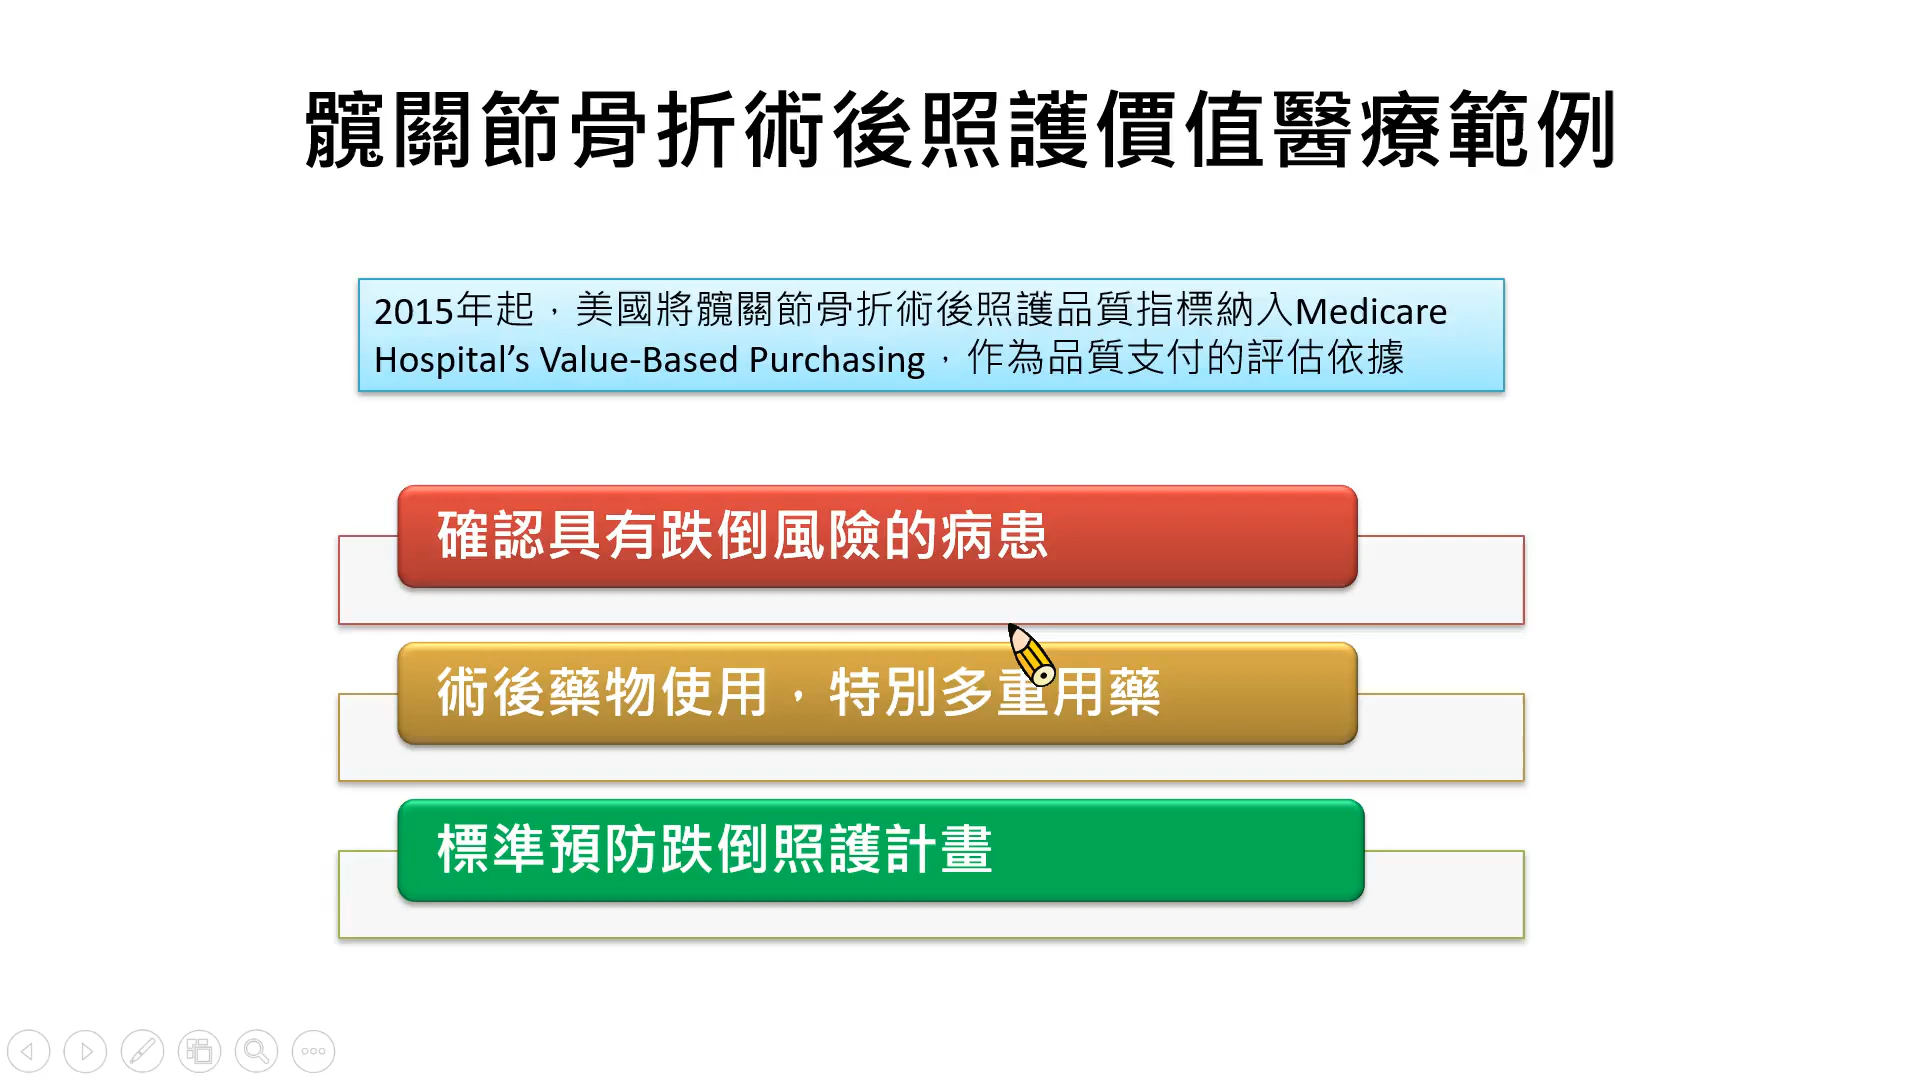 髖關節骨折術後照護價值醫療範例
2015年起，美國將髖關節骨折術後照護品質指標納入Medicare
Hospital’s Value-Based Purchasing，作為品質支付的評估依據
確認具有跌倒風險的病患
術後藥物使用，特別多重用藥
標準預防跌倒照護計畫